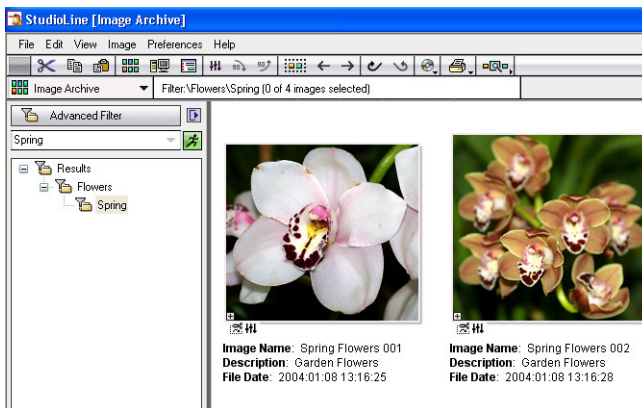 StudioLine [Image Archive]
File Edit View Image Preferences Help
Image Archive Filter:\Flowers\Spring (0 of 4 images selected)
Advanced Filter
Spring
Results
Flowers
Spring
Image Name: Spring Flowers 001
Description: Garden Flowers
File Date: 2004:01:08 13:16:25
Image Name: Spring Flowers 002
Description: Garden Flowers
File Date: 2004:01:08 13:16:28